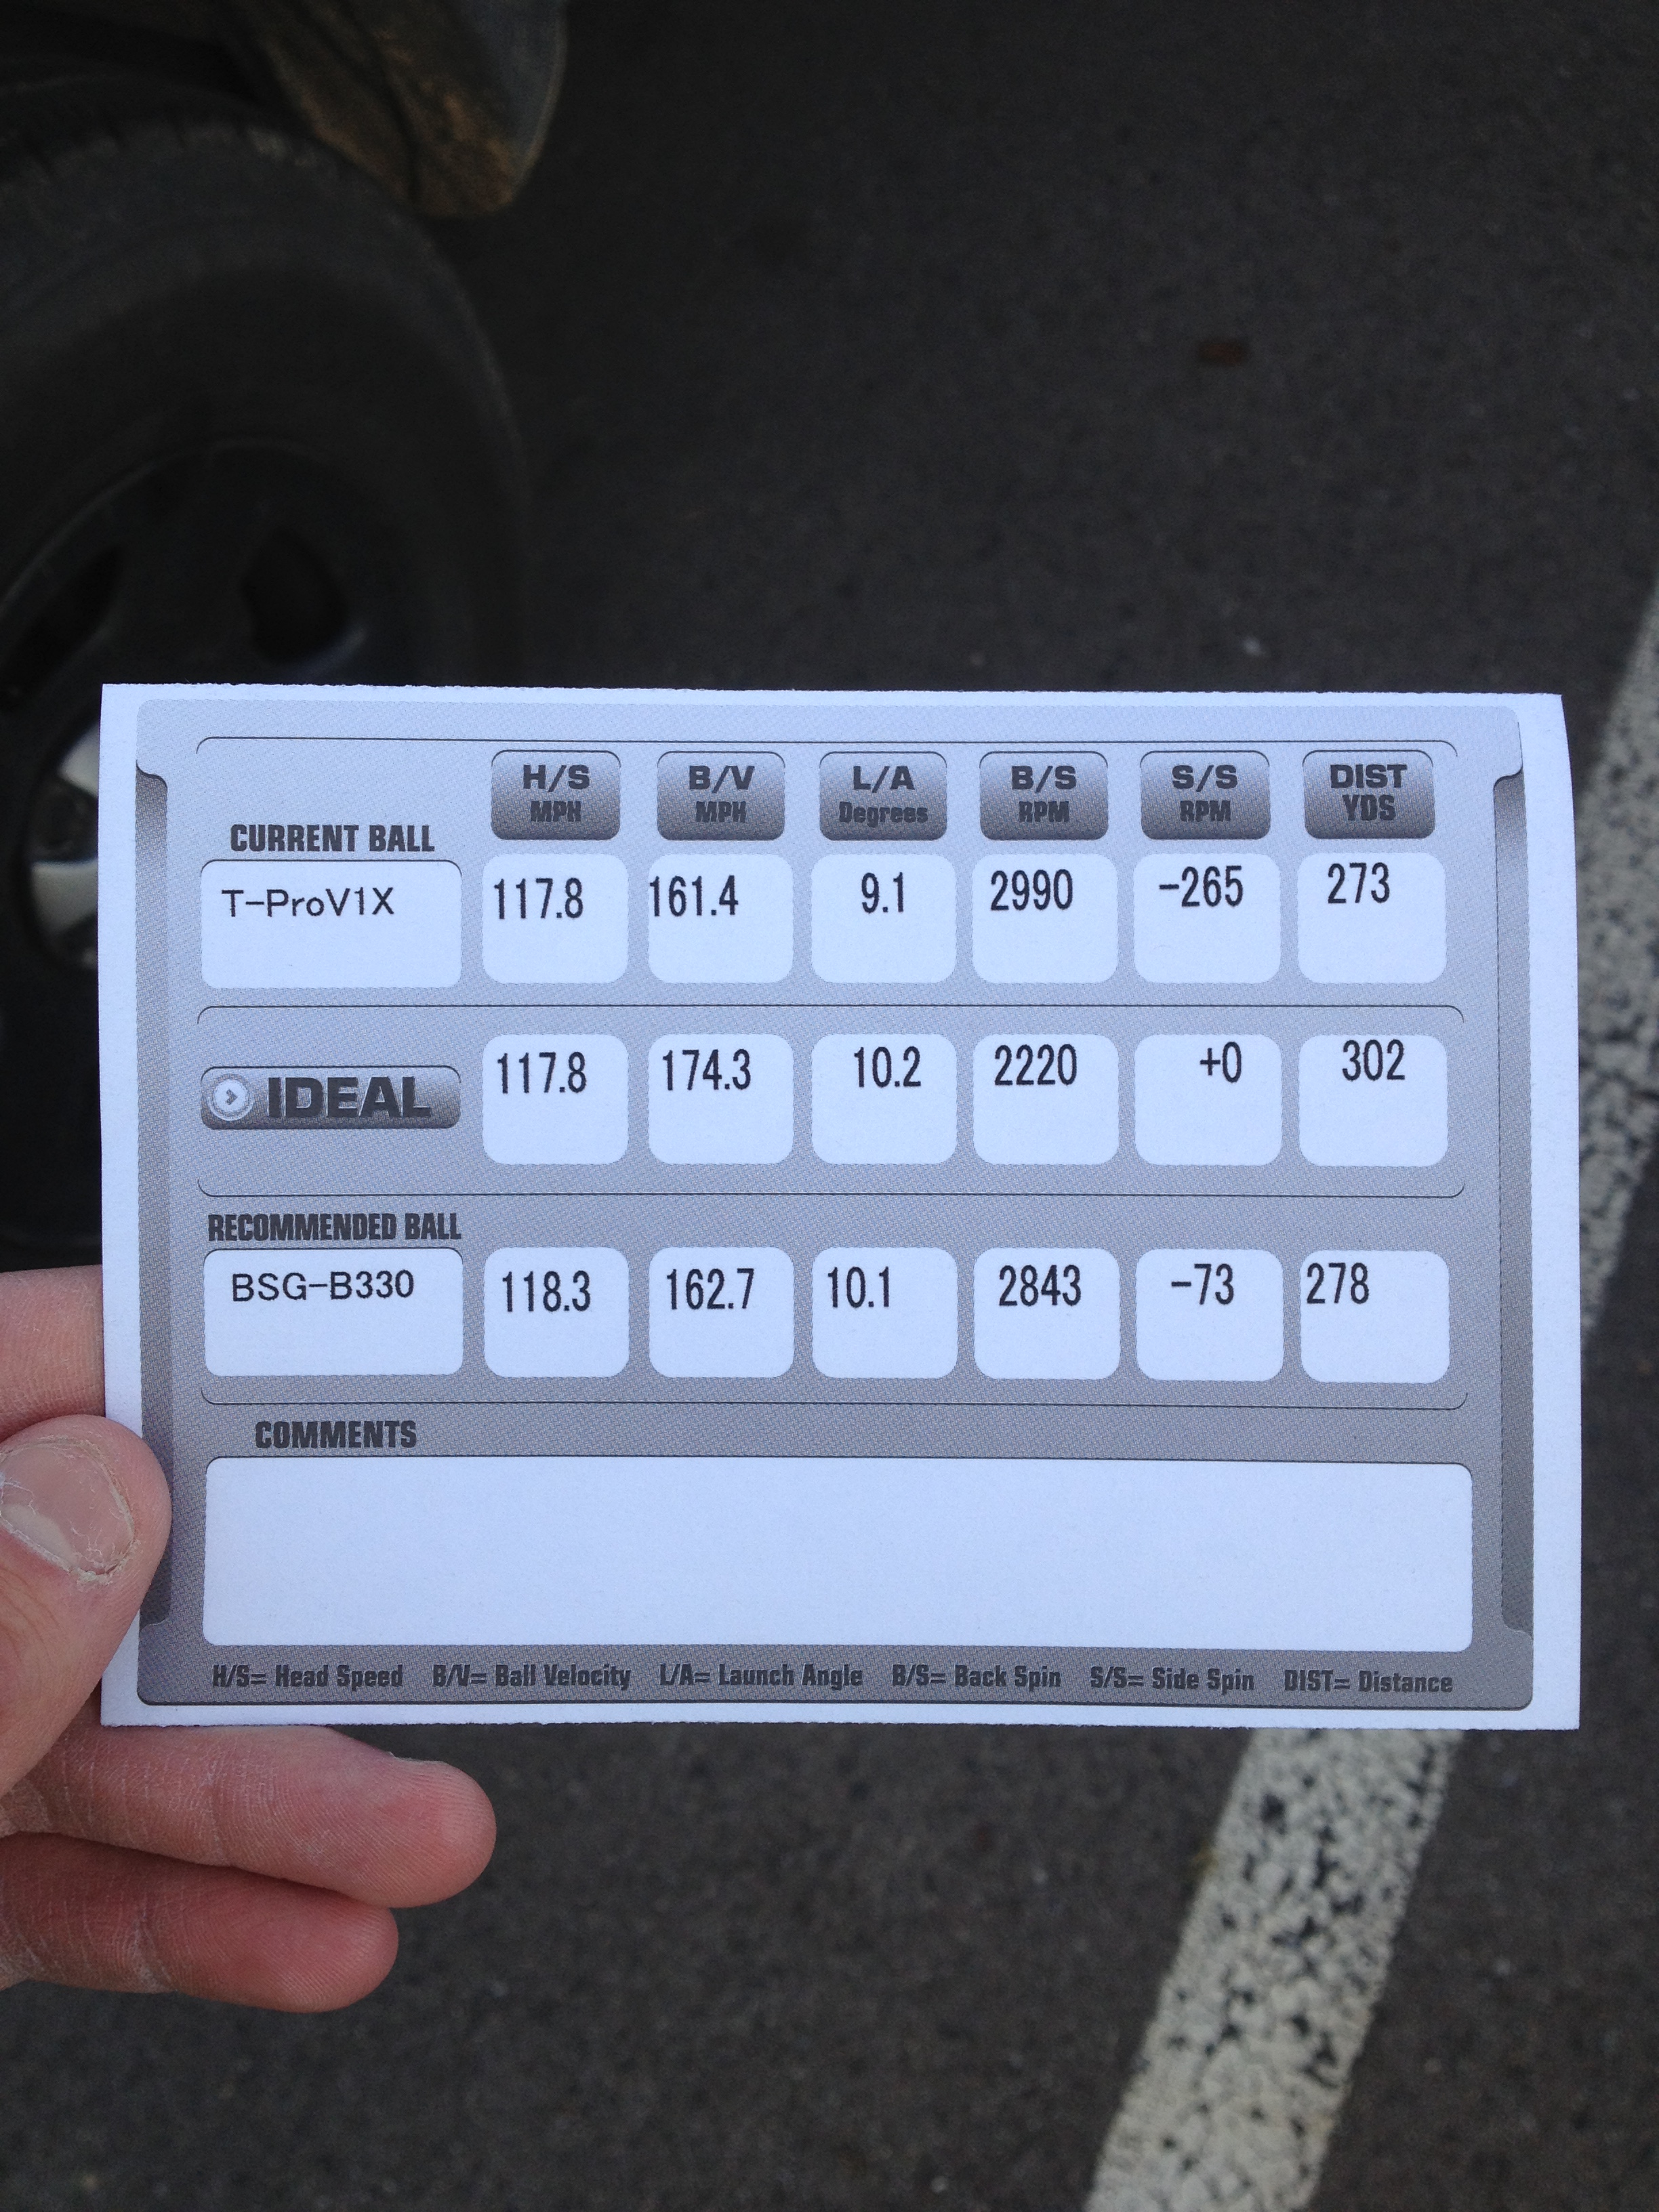 H/S B/V L/A B/S S/S DIST
MPH MPH Degrees RPM RPM YDS
CURRENT BALL
T-ProV1X 117.8 161.4 9.1 2990 -265 273
IDEAL 117.8 174.3 10.2 2220 +0 302
RECOMMENDED BALL
BSG-B330 118.3 162.7 10.1 2843 -73 278
COMMENTS
H/S= Head Speed B/V= Ball Velocity L/A= Launch Angle B/S= Back Spin S/S= Side Spin DIST= Distance